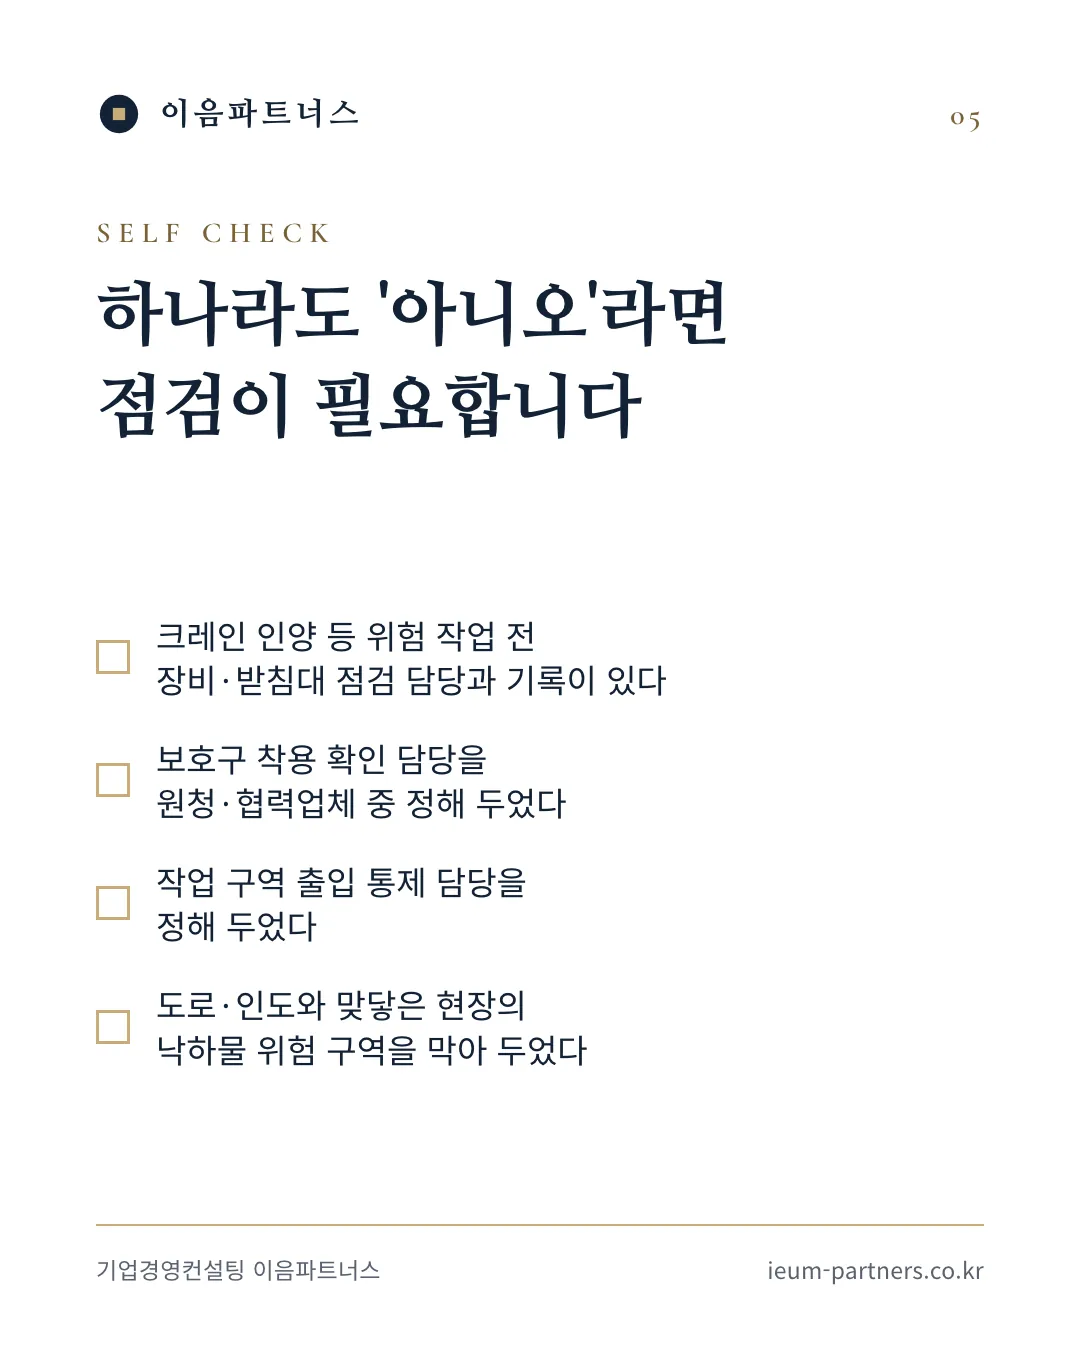 이음파트너스
05
SELF CHECK
하나라도 '아니오'라면
점검이 필요합니다
크레인 인양 등 위험 작업 전
장비·받침대 점검 담당과 기록이 있다
보호구 착용 확인 담당을
원청·협력업체 중 정해 두었다
작업 구역 출입 통제 담당을
정해 두었다
도로·인도와 맞닿은 현장의
낙하물 위험 구역을 막아 두었다
기업경영컨설팅 이음파트너스
ieum-partners.co.kr